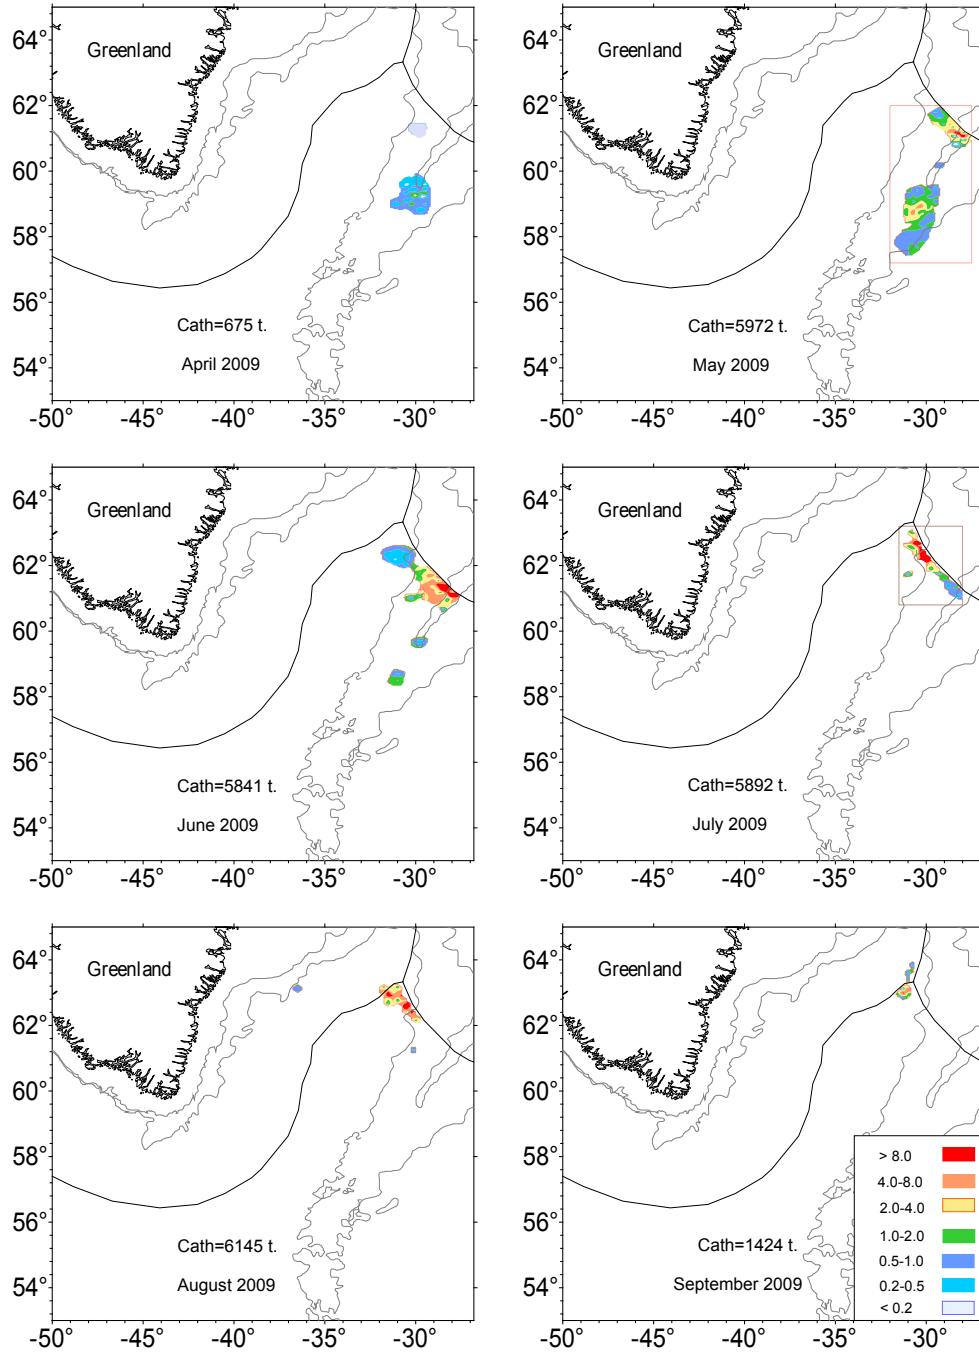 64°
Greenland
62°
60°
58°
56°
Cath=675 t.
54°
April 2009
-50° -45° -40° -35° -30°
64°
Greenland
62°
60°
58°
56°
Cath=5972 t.
54°
May 2009
-50° -45° -40° -35° -30°
64°
Greenland
62°
60°
58°
56°
Cath=5841 t.
54°
June 2009
-50° -45° -40° -35° -30°
64°
Greenland
62°
60°
58°
56°
Cath=5892 t.
54°
July 2009
-50° -45° -40° -35° -30°
64°
Greenland
62°
60°
58°
56°
Cath=6145 t.
54°
August 2009
-50° -45° -40° -35° -30°
64°
Greenland
62°
60°
58°
56°
Cath=1424 t.
54°
September 2009
-50° -45° -40° -35° -30°
> 8.0
4.0-8.0
2.0-4.0
1.0-2.0
0.5-1.0
0.2-0.5
< 0.2